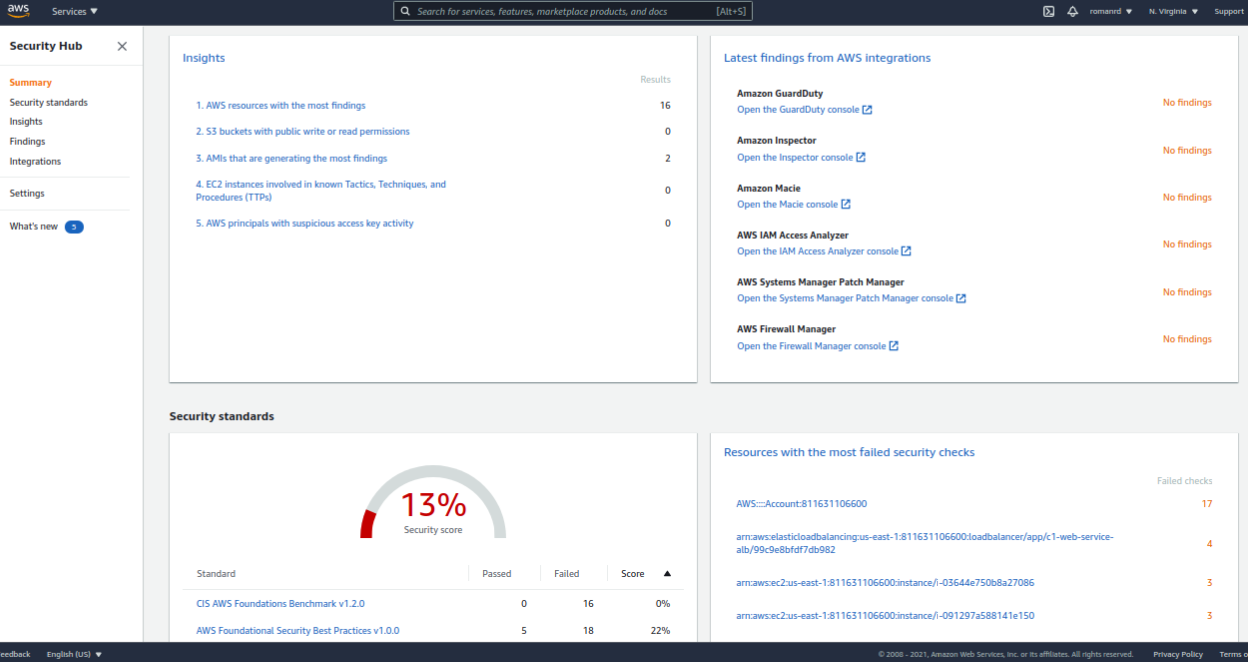 aws
Services
Search for services, features, marketplace products, and docs
[Alt+S]
romanrd
N. Virginia
Support
Security Hub
Summary
Security standards
Insights
Findings
Integrations
Settings
What's new 5
Insights
Results
1. AWS resources with the most findings 16
2. S3 buckets with public write or read permissions 0
3. AMIs that are generating the most findings 2
4. EC2 instances involved in known Tactics, Techniques, and
Procedures (TTPs) 0
5. AWS principals with suspicious access key activity 0
Latest findings from AWS integrations
Amazon GuardDuty
Open the GuardDuty console
No findings
Amazon Inspector
Open the Inspector console
No findings
Amazon Macie
Open the Macie console
No findings
AWS IAM Access Analyzer
Open the IAM Access Analyzer console
No findings
AWS Systems Manager Patch Manager
Open the Systems Manager Patch Manager console
No findings
AWS Firewall Manager
Open the Firewall Manager console
No findings
Security standards
13%
Security score
Standard Passed Failed Score
CIS AWS Foundations Benchmark v1.2.0 0 16 0%
AWS Foundational Security Best Practices v1.0.0 5 18 22%
Resources with the most failed security checks
Failed checks
AWS::::Account:811631106600 17
arn:aws:elasticloadbalancing:us-east-1:811631106600:loadbalancer/app/c1-web-service-
alb/99c9e8bfdf7db982 4
arn:aws:ec2:us-east-1:811631106600:instance/i-03644e750b8a27086 3
arn:aws:ec2:us-east-1:811631106600:instance/i-091297a588141e150 3
eedback
English (US)
© 2008 - 2021, Amazon Web Services, Inc. or its affiliates. All rights reserved.
Privacy Policy
Terms o